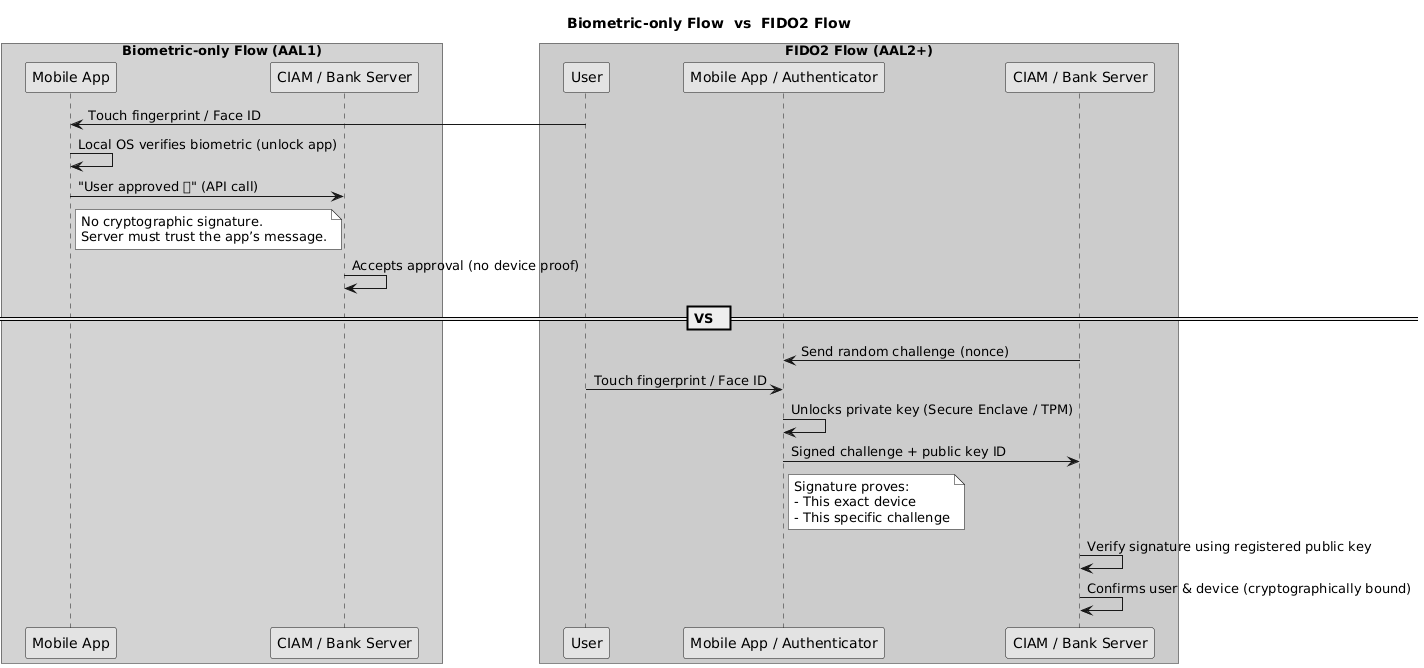 Biometric-only Flow  vs  FIDO2 Flow
Biometric-only Flow (AAL1)
FIDO2 Flow (AAL2+)
Mobile App
CIAM / Bank Server
User
Mobile App / Authenticator
CIAM / Bank Server
Touch fingerprint / Face ID
Local OS verifies biometric (unlock app)
"User approved ▯" (API call)
No cryptographic signature.
Server must trust the app’s message.
Accepts approval (no device proof)
VS
Send random challenge (nonce)
Touch fingerprint / Face ID
Unlocks private key (Secure Enclave / TPM)
Signed challenge + public key ID
Signature proves:
- This exact device
- This specific challenge
Verify signature using registered public key
Confirms user & device (cryptographically bound)
Mobile App
CIAM / Bank Server
User
Mobile App / Authenticator
CIAM / Bank Server